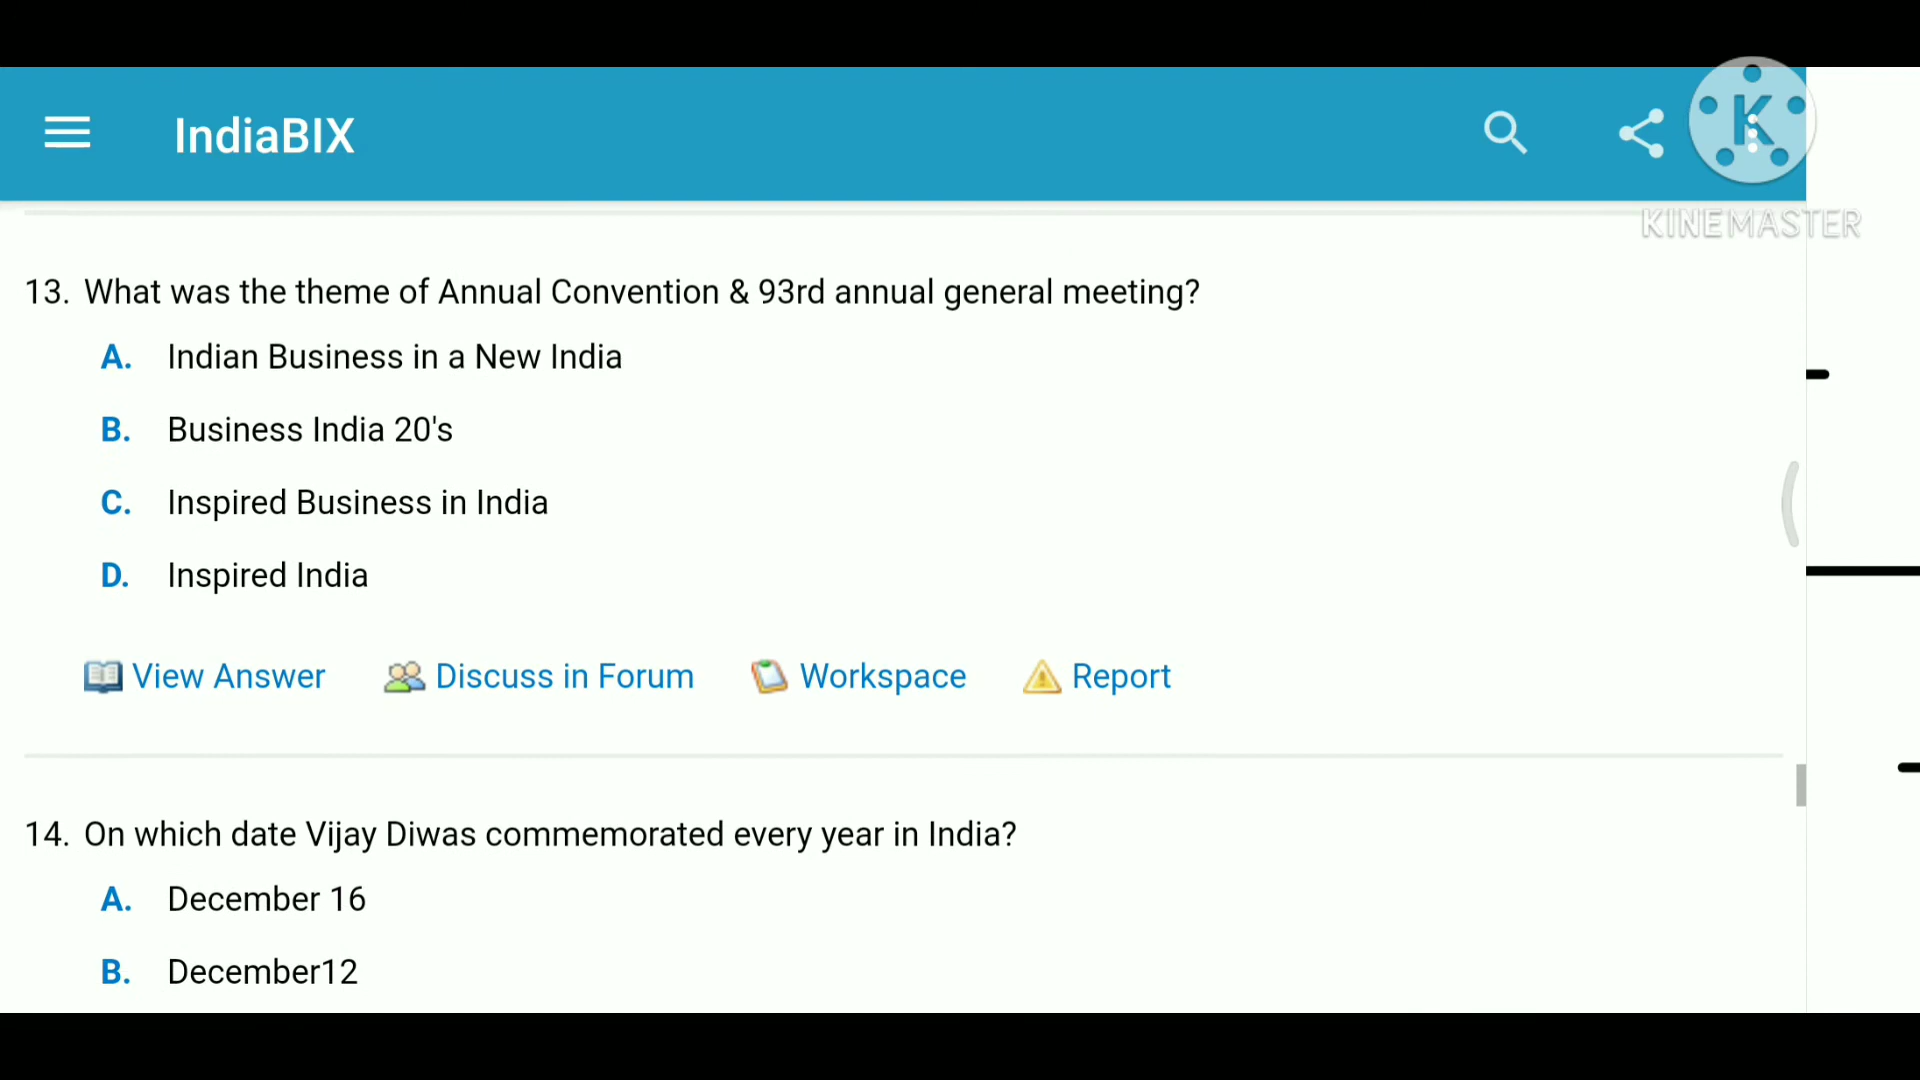 IndiaBIX
K
KINEMASTER
13. What was the theme of Annual Convention & 93rd annual general meeting?
A. Indian Business in a New India
B. Business India 20's
C. Inspired Business in India
D. Inspired India
View Answer Discuss in Forum Workspace Report
14. On which date Vijay Diwas commemorated every year in India?
A. December 16
B. December12